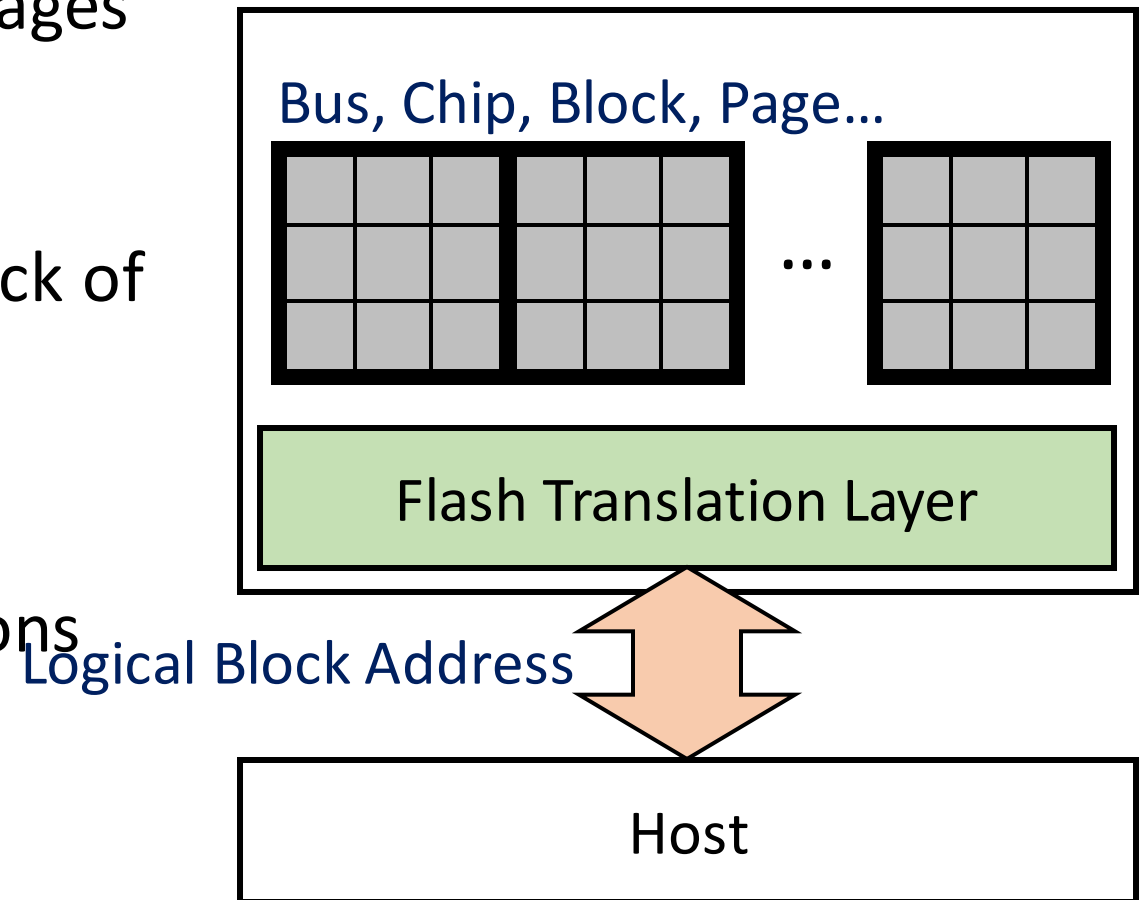 ages
Bus, Chip, Block, Page…
ck of
...
Flash Translation Layer
ons
Logical Block Address
Host